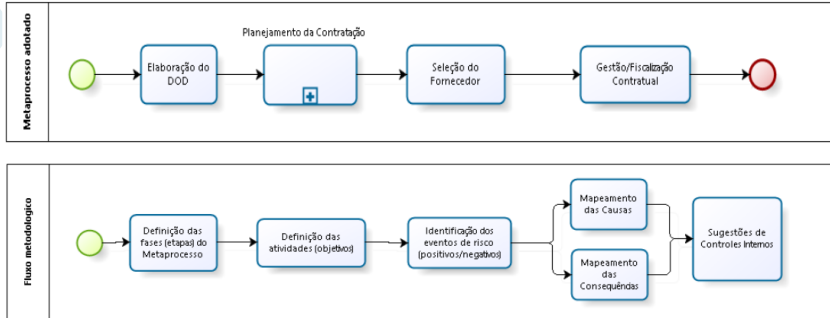 Metaprocesso adotado
Planejamento da Contratação
Elaboração do
DOD
Seleção do
Fornecedor
Gestão/Fiscalização
Contratual
Fluxo metodologico
Definição das
fases (etapas) do
Metaprocesso
Definição das
atividades (objetivos)
Identificação dos
eventos de risco
(positivos/negativos)
Mapeamento
das Causas
Mapeamento
das
Consequências
Sugestões de
Controles Internos